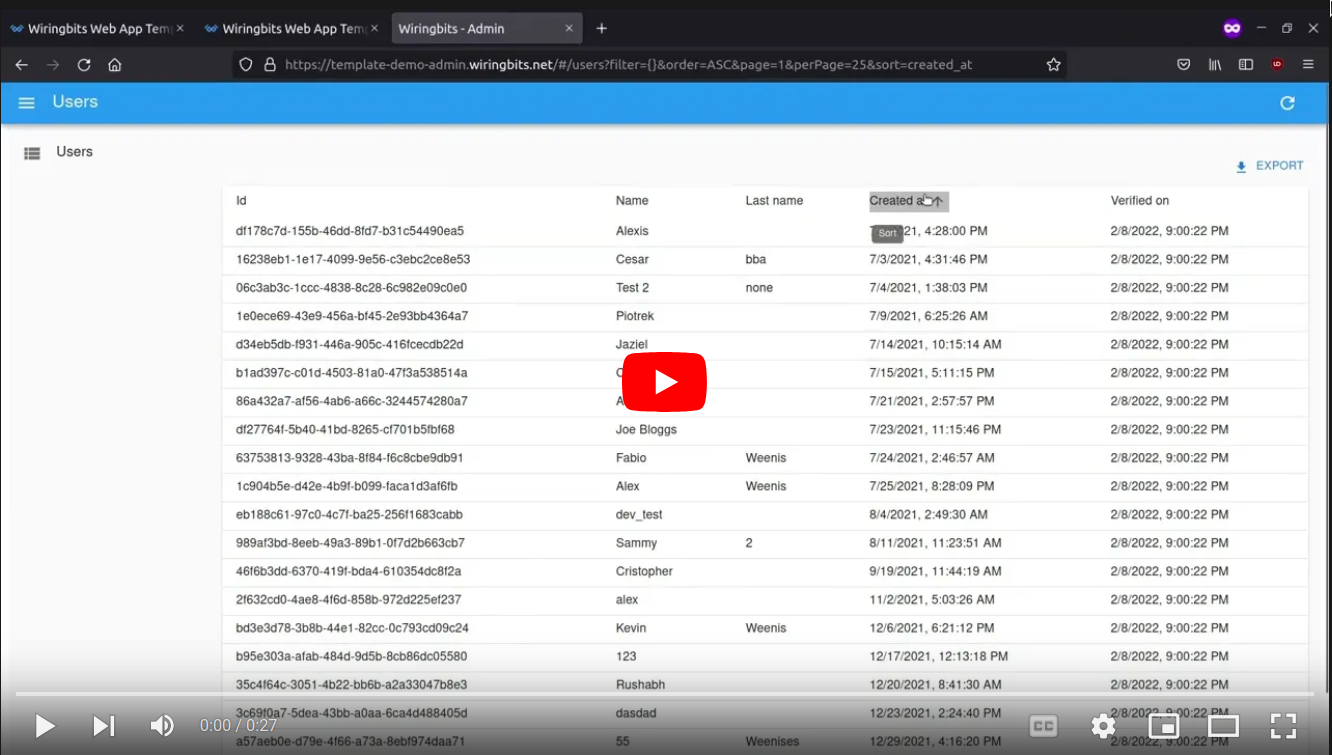 Wiringbits Web App Tem Wiringbits Web App Tem Wiringbits - Admin
https://template-demo-admin.wiringbits.net/#/users?filter={}&order=ASC&page=1&perPage=25&sort=created_at
Users
Users
EXPORT
Id Name Last name Created Verified on
df178c7d-155b-46dd-8fd7-b31c54490ea5 Alexis 4:28:00 PM 2/8/2022, 9:00:22 PM
Sort
16238eb1-1e17-4099-9e56-c3ebc2ce8e53 Cesar bba 7/3/2021, 4:31:46 PM 2/8/2022, 9:00:22 PM
06c3ab3c-1ccc-4838-8c28-6c982e09c0e0 Test 2 none 7/4/2021, 1:38:03 PM 2/8/2022, 9:00:22 PM
1e0ece69-43e9-456a-bf45-2e93bb4364a7 Piotrek 7/9/2021, 6:25:26 AM 2/8/2022, 9:00:22 PM
d34eb5db-f931-446a-905c-416fcecdb22d Jaziel 7/14/2021, 10:15:14 AM 2/8/2022, 9:00:22 PM
b1ad397c-c01d-4503-81a0-47f3a538514a 7/15/2021, 5:11:15 PM 2/8/2022, 9:00:22 PM
86a432a7-af56-4ab6-a66c-3244574280a7 7/21/2021, 2:57:57 PM 2/8/2022, 9:00:22 PM
df27764f-5b40-41bd-8265-cf701b5fbf68 Joe Bloggs 7/23/2021, 11:15:46 PM 2/8/2022, 9:00:22 PM
63753813-9328-43ba-8f84-f6c8cbe9db91 Fabio Weenis 7/24/2021, 2:46:57 AM 2/8/2022, 9:00:22 PM
1c904b5e-d42e-4b9f-b099-faca1d3af6fb Alex Weenis 7/25/2021, 8:28:09 PM 2/8/2022, 9:00:22 PM
eb188c61-97c0-4c7f-ba25-256f1683cabb dev_test 8/4/2021, 2:49:30 AM 2/8/2022, 9:00:22 PM
989af3bd-8eeb-49a3-89b1-0f7d2b663cb7 Sammy 2 8/11/2021, 11:23:51 AM 2/8/2022, 9:00:22 PM
46f6b3dd-6370-419f-bda4-610354dc8f2a Cristopher 9/19/2021, 11:44:19 AM 2/8/2022, 9:00:22 PM
2f632cd0-4ae8-4f6d-858b-972d225ef237 alex 11/2/2021, 5:03:26 AM 2/8/2022, 9:00:22 PM
bd3e3d78-3b8b-44e1-82cc-0c793cd09c24 Kevin Weenis 12/6/2021, 6:21:12 PM 2/8/2022, 9:00:22 PM
b95e303a-afab-484d-9d5b-8cb86dc05580 123 12/17/2021, 12:13:18 PM 2/8/2022, 9:00:22 PM
35c4f64c-3051-4b22-bb6b-a2a33047b8e3 Rushabh 12/20/2021, 8:41:30 AM 2/8/2022, 9:00:22 PM
3c69f0a7-5dea-43bb-a0aa-6ca4d488405d dasdad 12/23/2021, 2:24:40 PM 2/8/2022, 9:00:22 PM
0:00 / 0:27 CC
a57aeb0e-d79e-4f66-a73a-8ebf974daa71 55 Weenises 12/29/2021, 4:16:20 PM 2/8/2022, 9:00:22 PM